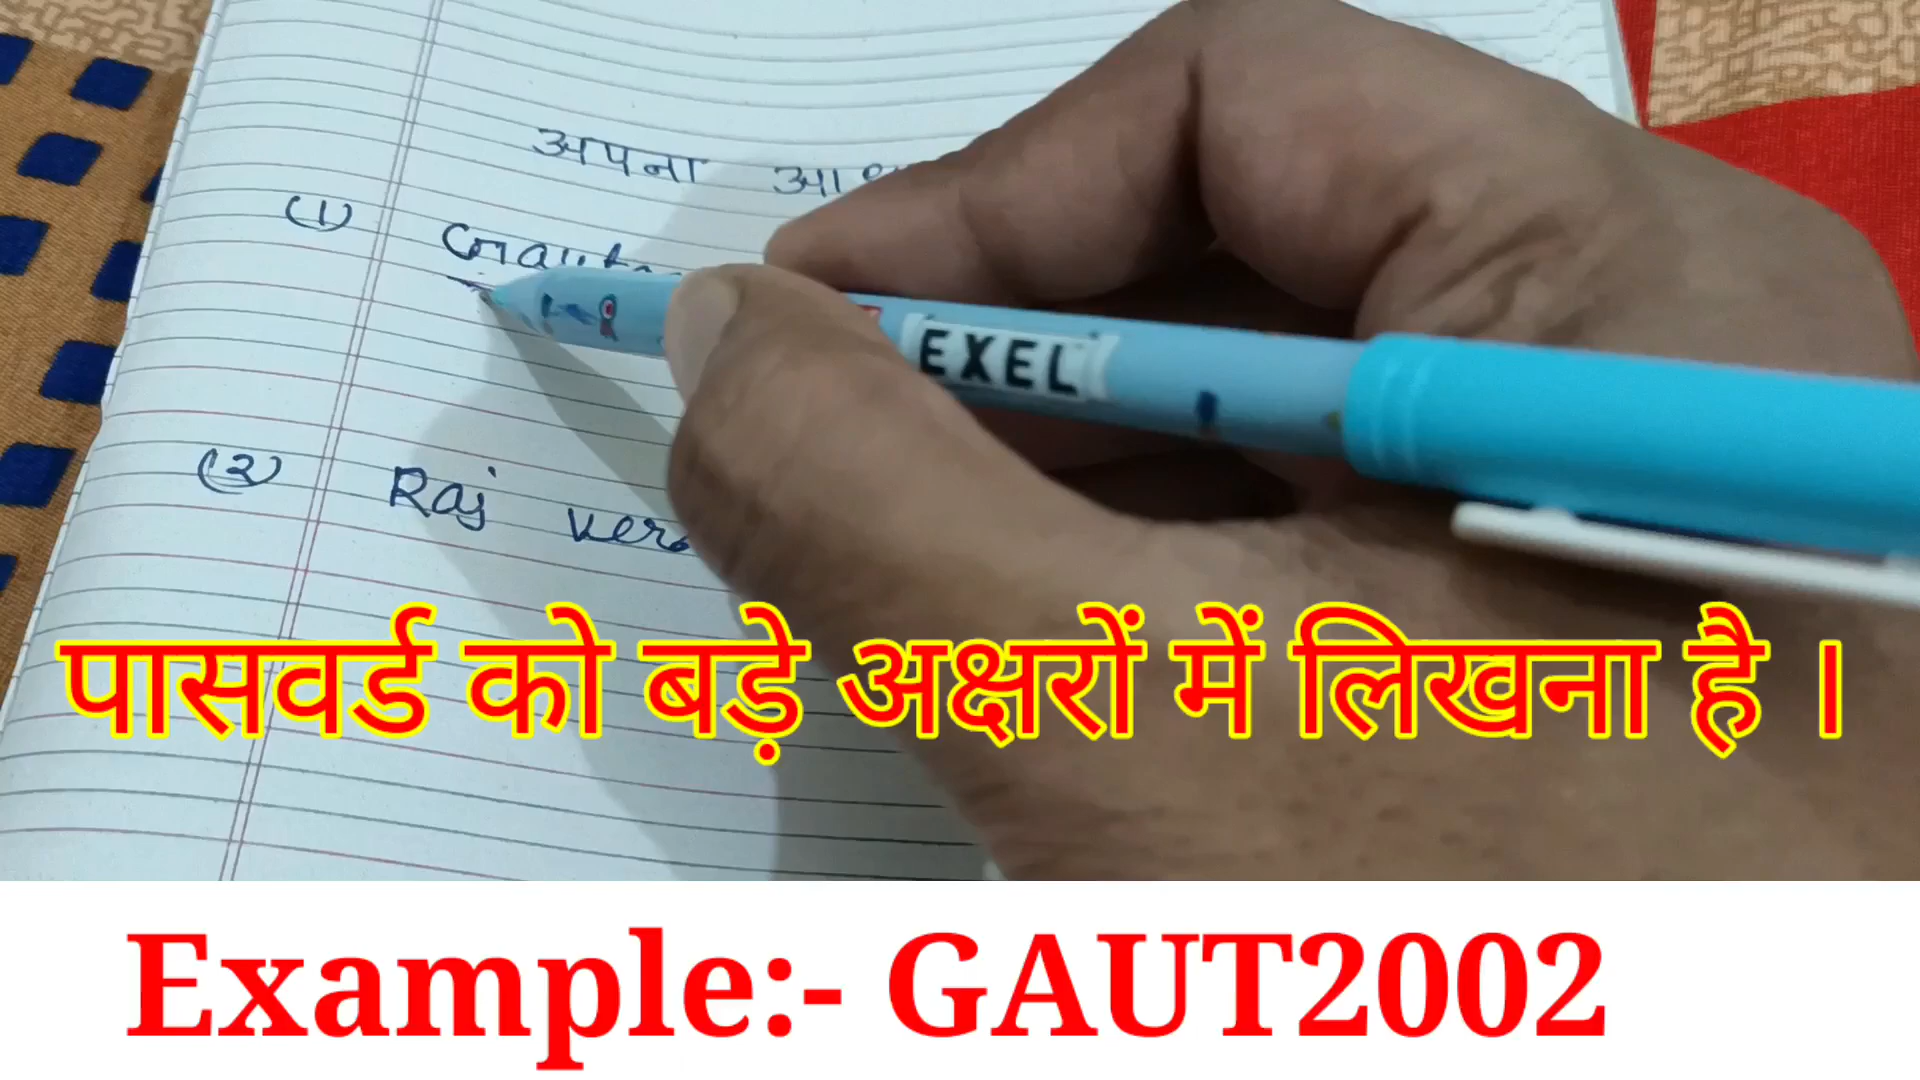 अपना
(1)
EXEL
(2) Raj
पासवर्ड को बड़े अक्षरों में लिखना है ।
Example:- GAUT2002